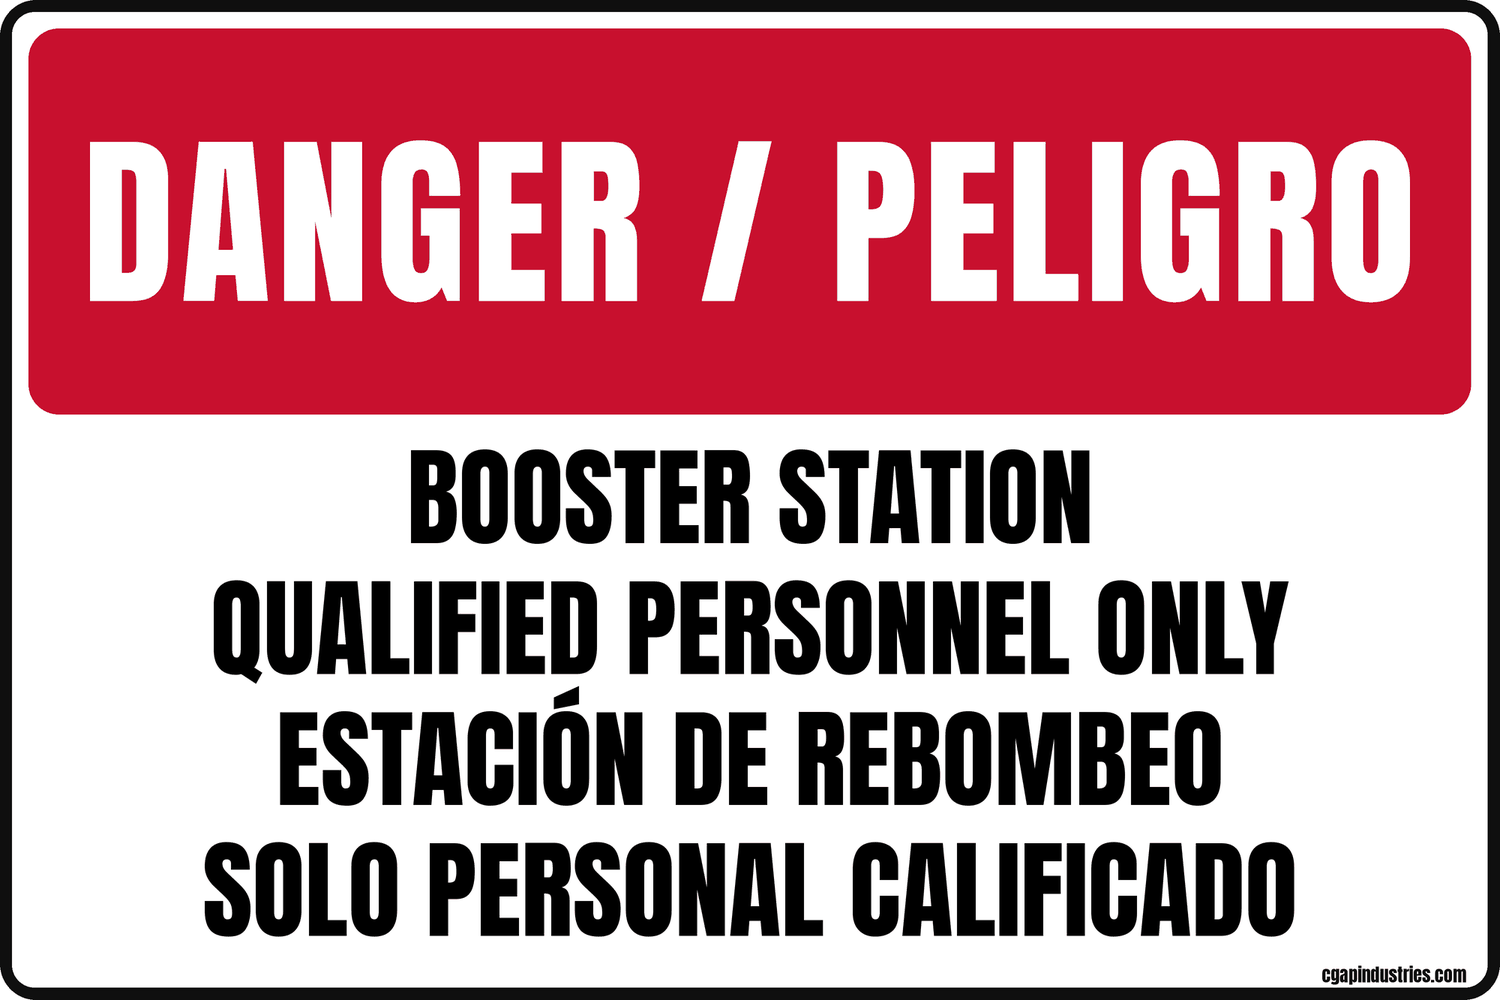 DANGER / PELIGRO
BOOSTER STATION
QUALIFIED PERSONNEL ONLY
ESTACIÓN DE REBOMBEO
SOLO PERSONAL CALIFICADO
cgapindustries.com